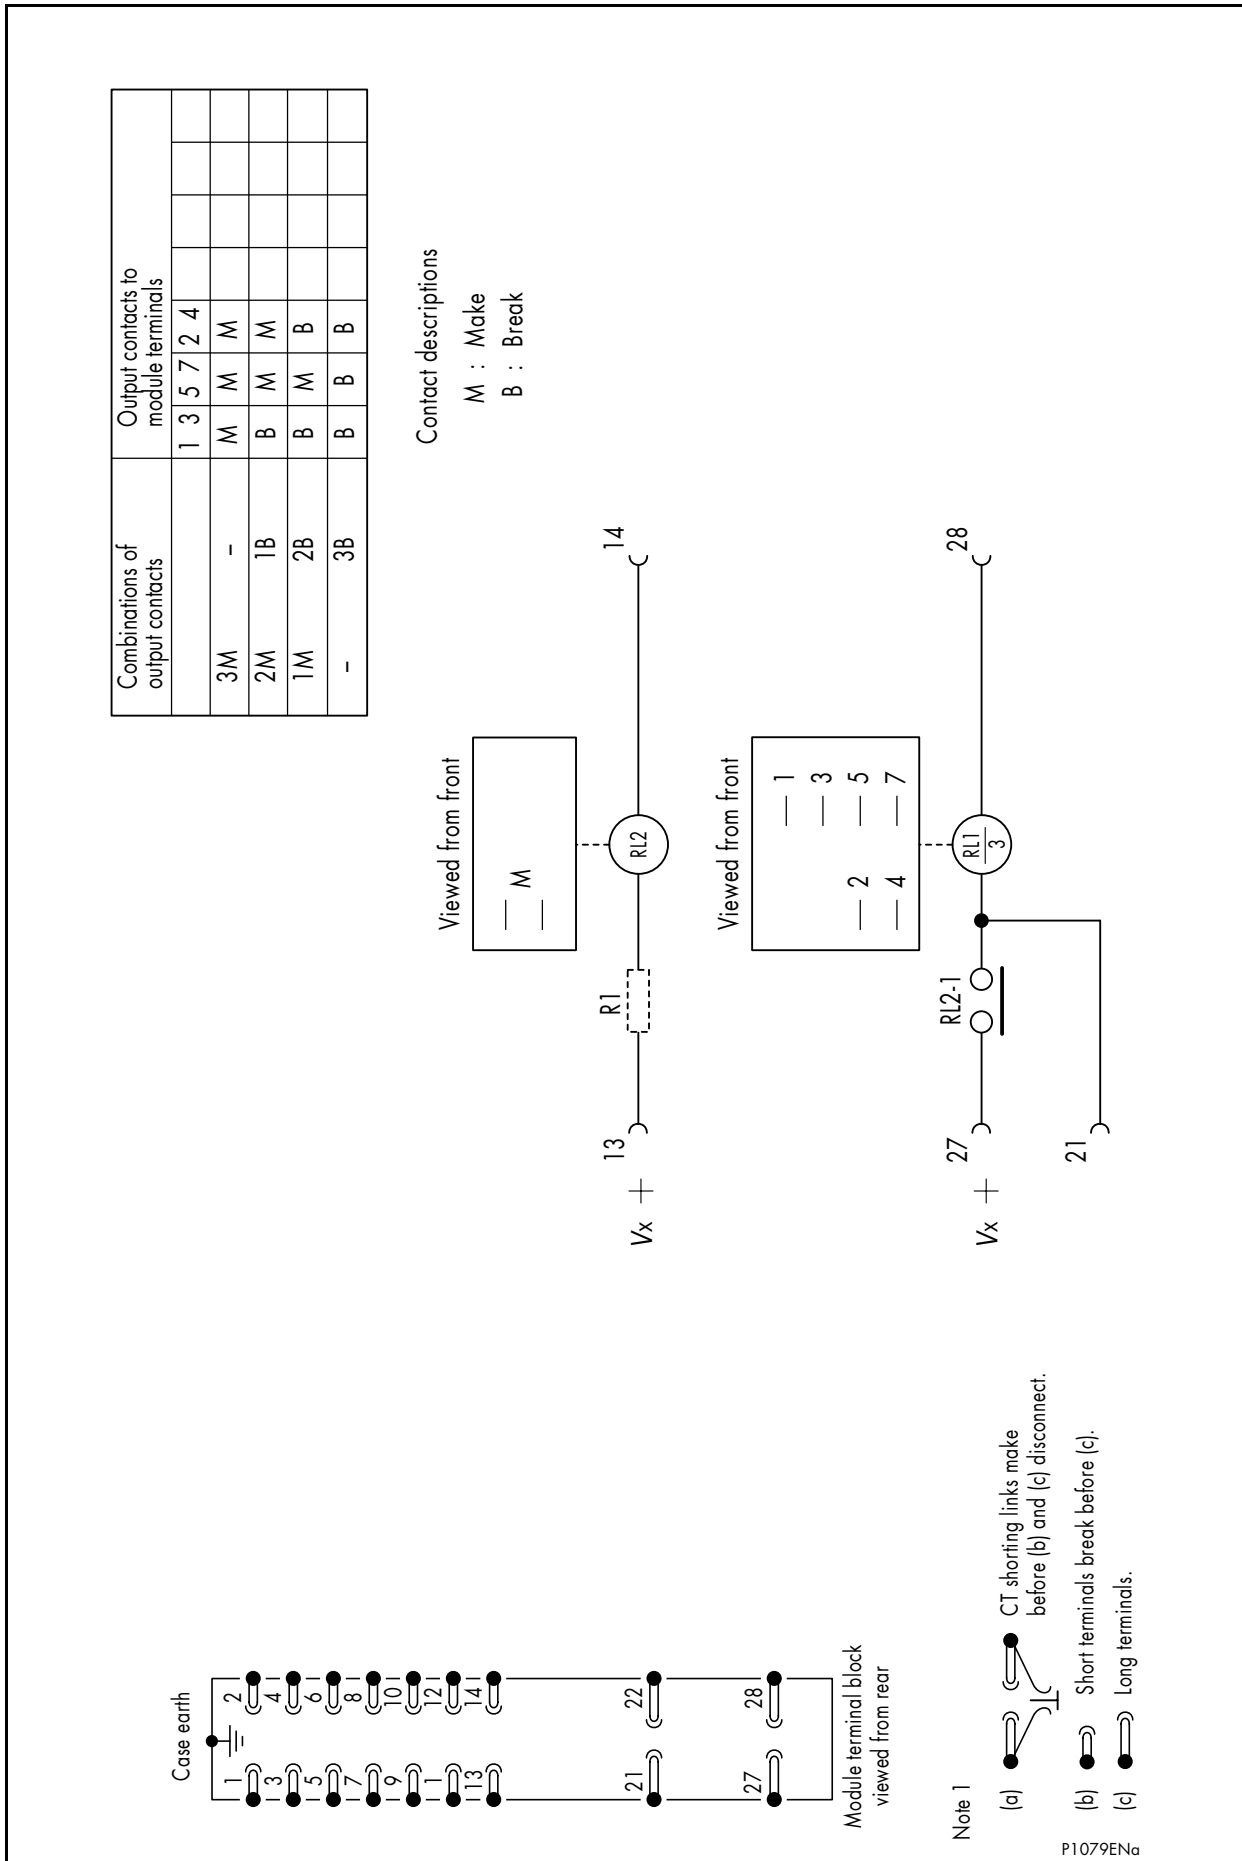 Case earth
1 2
3 4
5 6
7 8
9 10
1 12
13 14
21 22
27 28
Module terminal block
viewed from rear
Note 1
(a) CT shorting links make
before (b) and (c) disconnect.
(b) Short terminals break before (c).
(c) Long terminals.
Combinations of
output contacts
Output contacts to
module terminals
1 3 5 7 2 4
3M – M M M
2M 1B B M M
1M 2B B M B
– 3B B B B
Contact descriptions
M : Make
B : Break
Viewed from front
M
Vx + 13 R1 RL2 14
Viewed from front
1
3
2 5
4 7
RL2-1
Vx + 27 RL1 28
3
21
P1079ENa